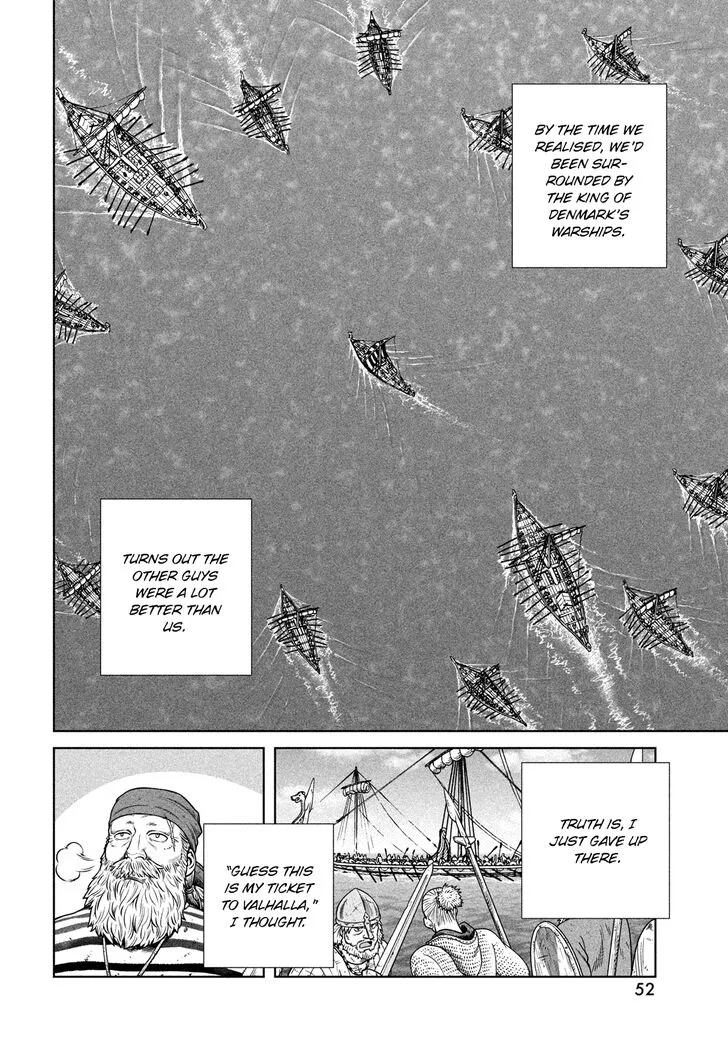 BY THE TIME WE
REALISED, WE'D
BEEN SUR-
ROUNDED BY
THE KING OF
DENMARK'S
WARSHIPS.
TURNS OUT THE
OTHER GUYS
WERE A LOT
BETTER THAN
US.
TRUTH IS, I
JUST GAVE UP
THERE.
"GUESS THIS
IS MY TICKET
TO VALHALLA,"
I THOUGHT.
52